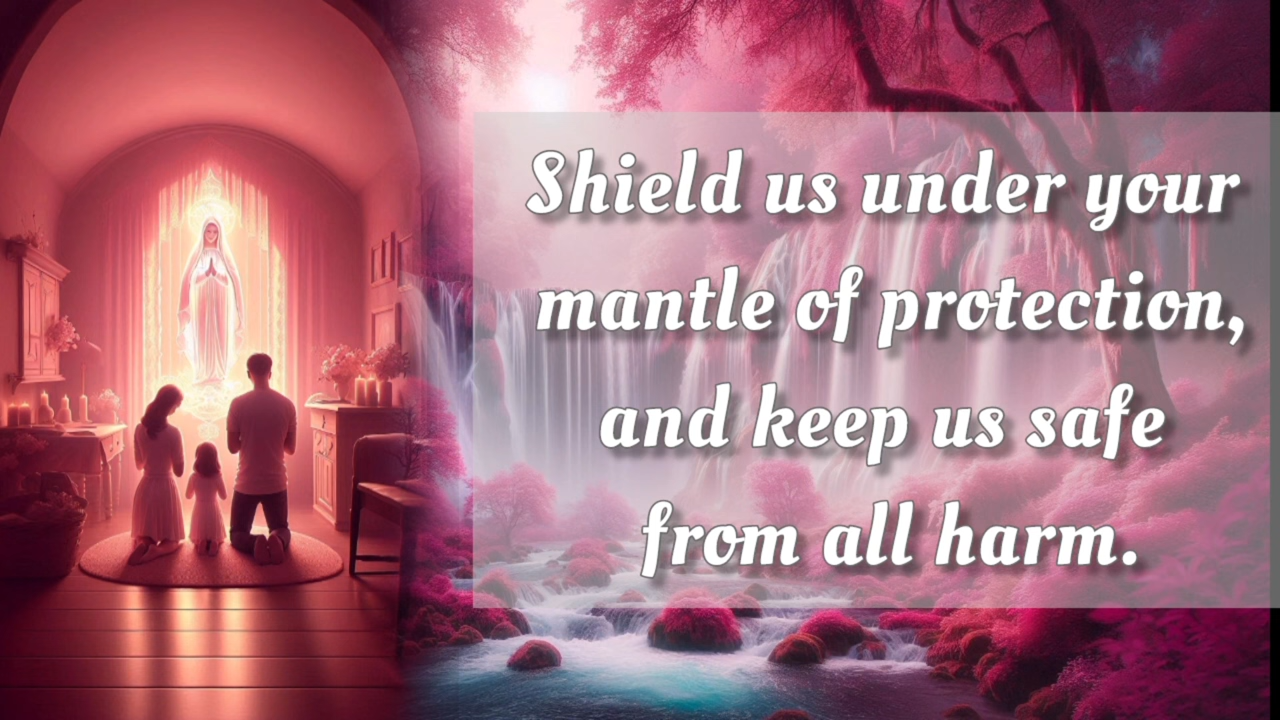 Shield us under your
mantle of protection,
and keep us safe
from all harm.